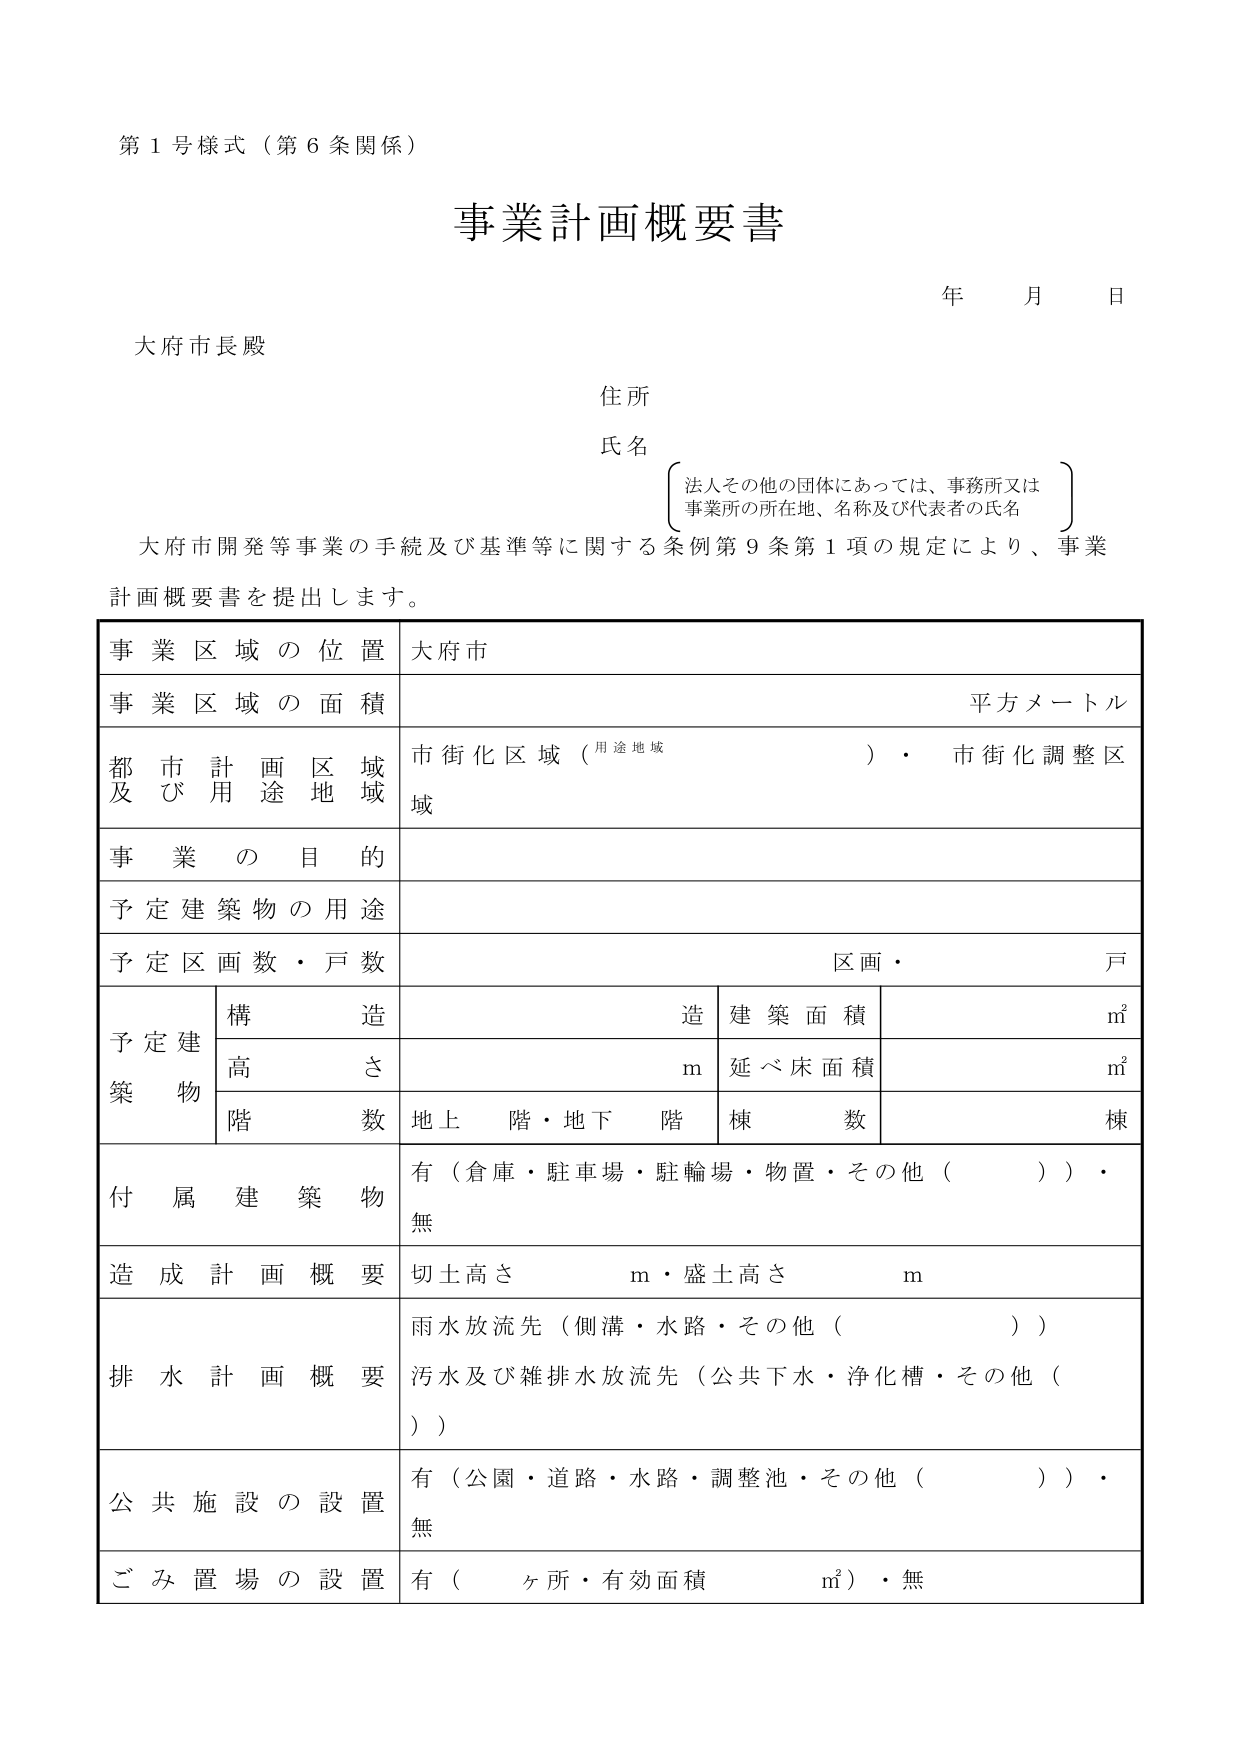 第１号様式（第６条関係）
事業計画概要書
年　　月　　日
大府市長殿
住所
氏名
法人その他の団体にあっては、事務所又は
事業所の所在地、名称及び代表者の氏名
大府市開発等事業の手続及び基準等に関する条例第９条第１項の規定により、事業
計画概要書を提出します。
事業区域の位置　大府市
事業区域の面積　平方メートル
都市計画区域
及び用途地域
市街化区域（用途地域　　　　　　　）・　市街化調整区
域
事業の目的
予定建築物の用途
予定区画数・戸数　区画・　　　　　　　戸
予定建
築物
構造　造　建築面積　㎡
高さ　ｍ　延べ床面積　㎡
階数　地上　階・地下　階　棟数　棟
付属建築物
有（倉庫・駐車場・駐輪場・物置・その他（　　　））・
無
造成計画概要　切土高さ　　　　ｍ・盛土高さ　　　　ｍ
排水計画概要
雨水放流先（側溝・水路・その他（　　　　　　））
汚水及び雑排水放流先（公共下水・浄化槽・その他（
））
公共施設の設置
有（公園・道路・水路・調整池・その他（　　　　））・
無
ごみ置場の設置　有（　　ヶ所・有効面積　　　　㎡）・無